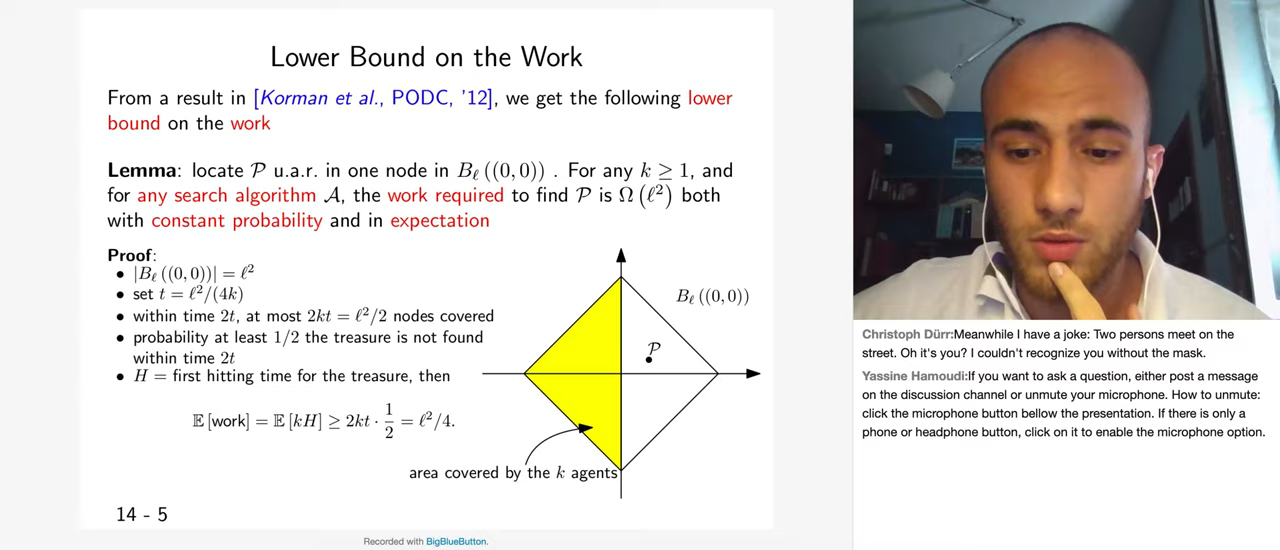 Lower Bound on the Work
From a result in [Korman et al., PODC, '12], we get the following lower
bound on the work
Lemma: locate 𝒫 u.a.r. in one node in Bℓ ((0, 0)) . For any k ≥ 1, and
for any search algorithm 𝒜, the work required to find 𝒫 is Ω (ℓ²) both
with constant probability and in expectation
Proof:
• |Bℓ ((0, 0))| = ℓ²
• set t = ℓ²/(4k)
• within time 2t, at most 2kt = ℓ²/2 nodes covered
• probability at least 1/2 the treasure is not found
within time 2t
• H = first hitting time for the treasure, then
𝔼 [work] = 𝔼 [kH] ≥ 2kt · 1/2 = ℓ²/4.
Bℓ ((0, 0))
𝒫
area covered by the k agents
14 - 5
Recorded with BigBlueButton.
Christoph Dürr:Meanwhile I have a joke: Two persons meet on the
street. Oh it's you? I couldn't recognize you without the mask.
Yassine Hamoudi:If you want to ask a question, either post a message
on the discussion channel or unmute your microphone. How to unmute:
click the microphone button bellow the presentation. If there is only a
phone or headphone button, click on it to enable the microphone option.